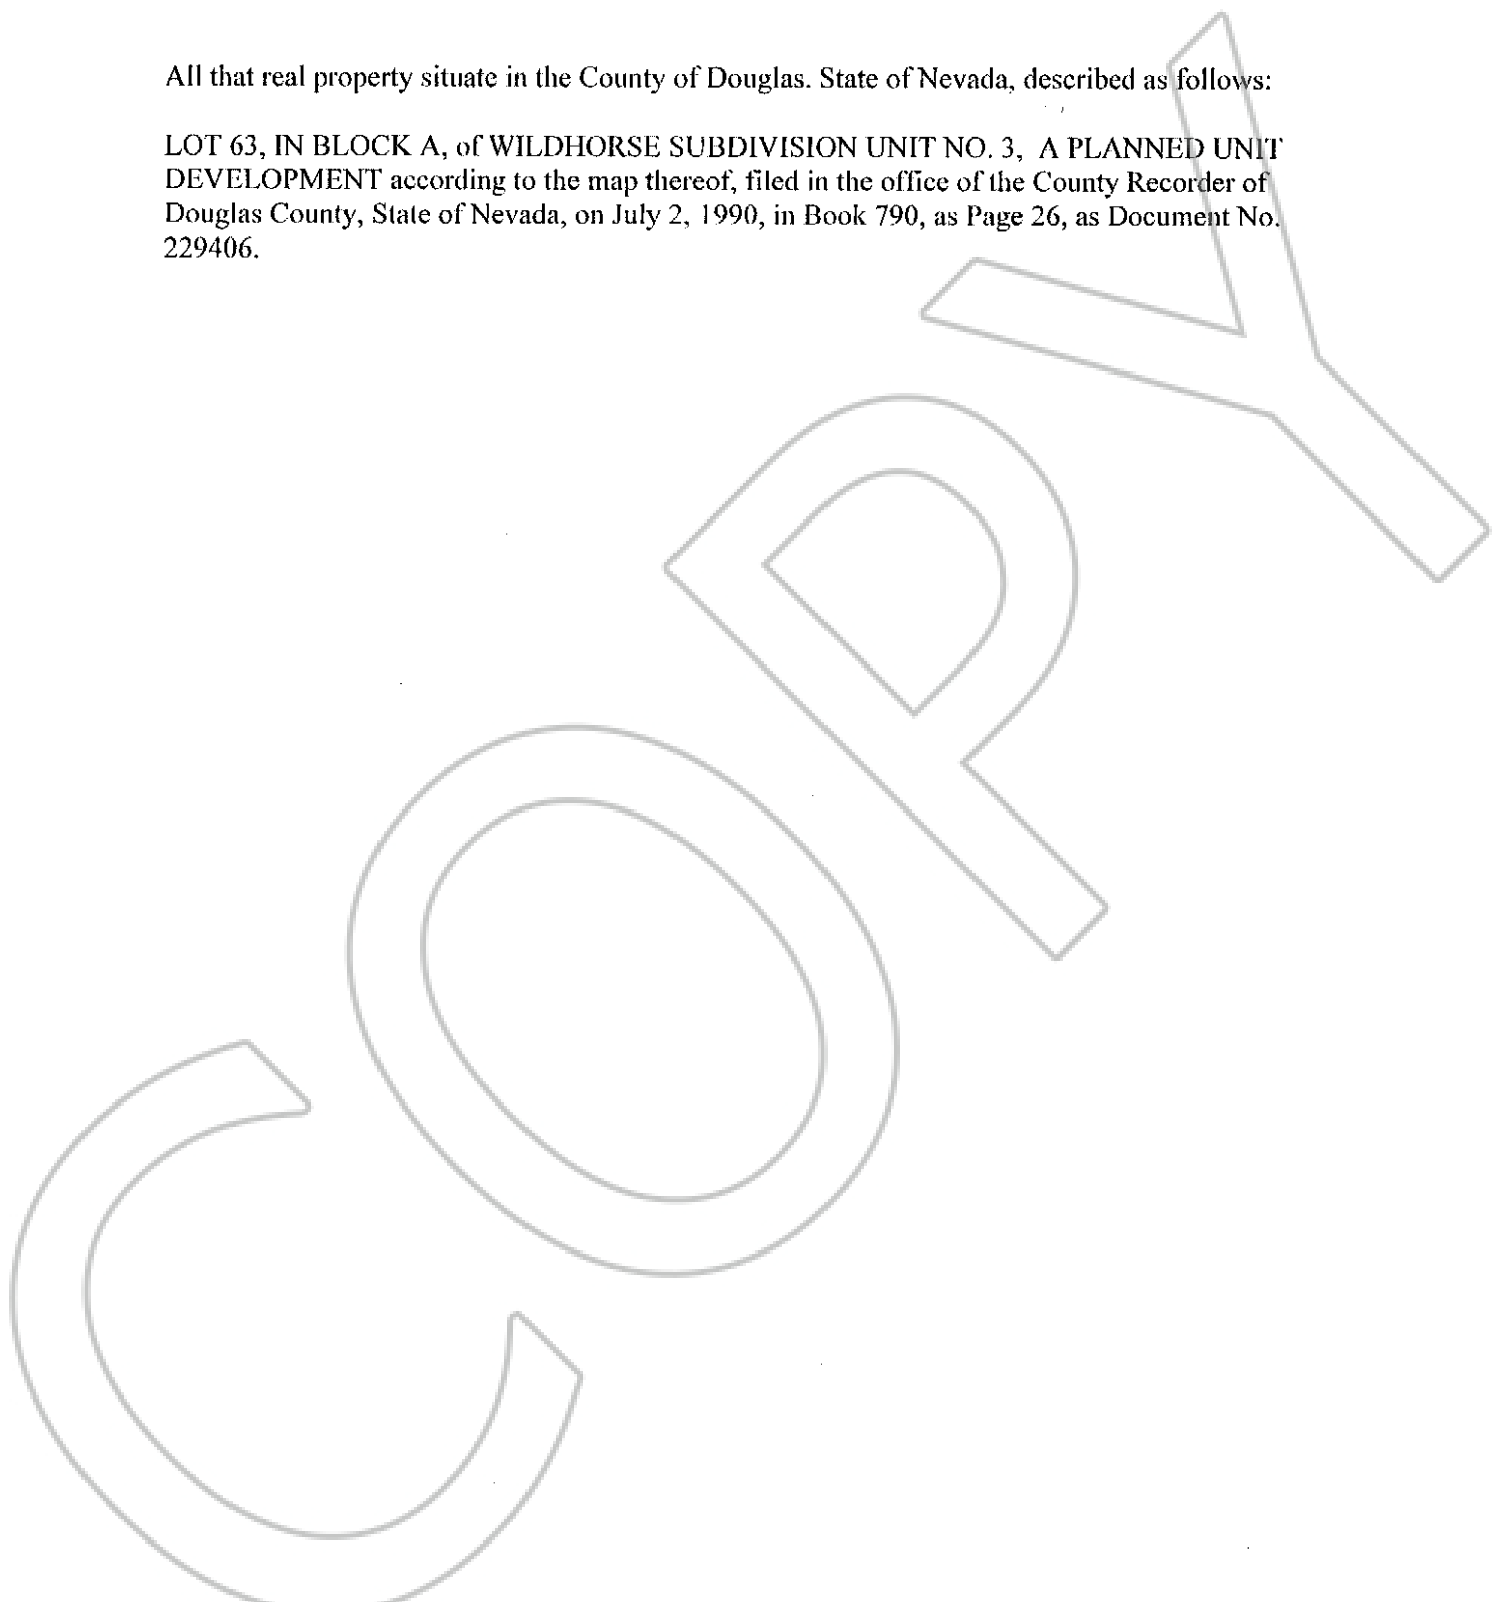 All that real property situate in the County of Douglas. State of Nevada, described as follows:
LOT 63, IN BLOCK A, of WILDHORSE SUBDIVISION UNIT NO. 3, A PLANNED UNIT
DEVELOPMENT according to the map thereof, filed in the office of the County Recorder of
Douglas County, State of Nevada, on July 2, 1990, in Book 790, as Page 26, as Document No.
229406.
COPY